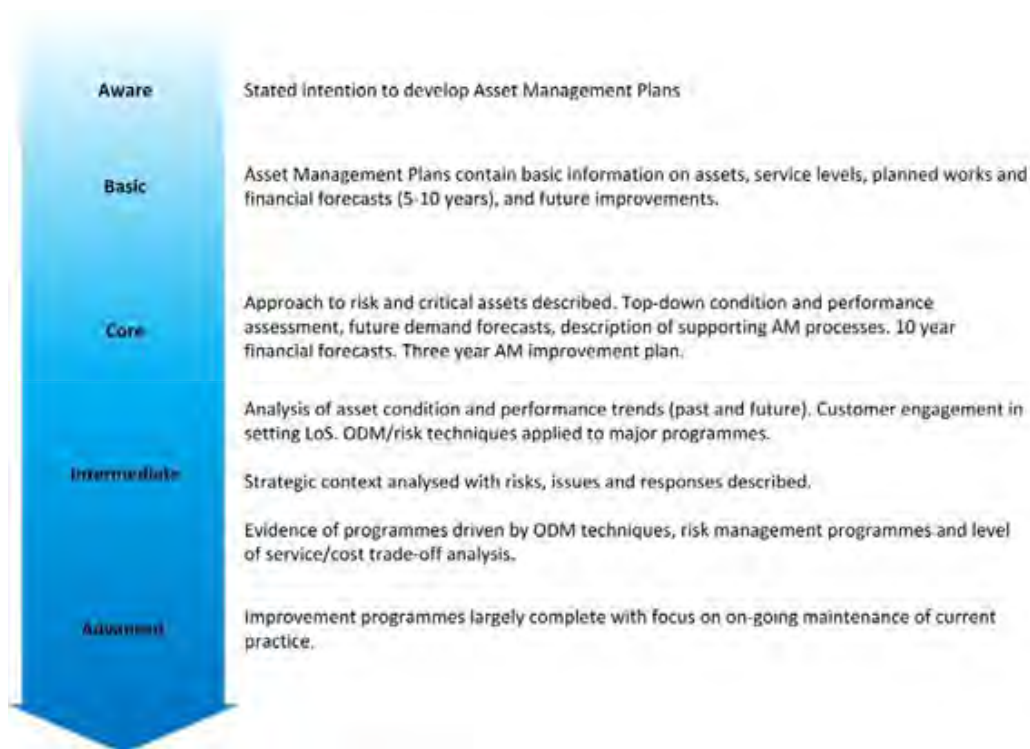 Aware
Stated intention to develop Asset Management Plans
Basic
Asset Management Plans contain basic information on assets, service levels, planned works and
financial forecasts (5-10 years), and future improvements.
Core
Approach to risk and critical assets described. Top-down condition and performance
assessment, future demand forecasts, description of supporting AM processes. 10 year
financial forecasts. Three year AM improvement plan.
Intermediate
Analysis of asset condition and performance trends (past and future). Customer engagement in
setting LoS. ODM/risk techniques applied to major programmes.
Strategic context analysed with risks, issues and responses described.
Evidence of programmes driven by ODM techniques, risk management programmes and level
of service/cost trade-off analysis.
Advanced
Improvement programmes largely complete with focus on on-going maintenance of current
practice.